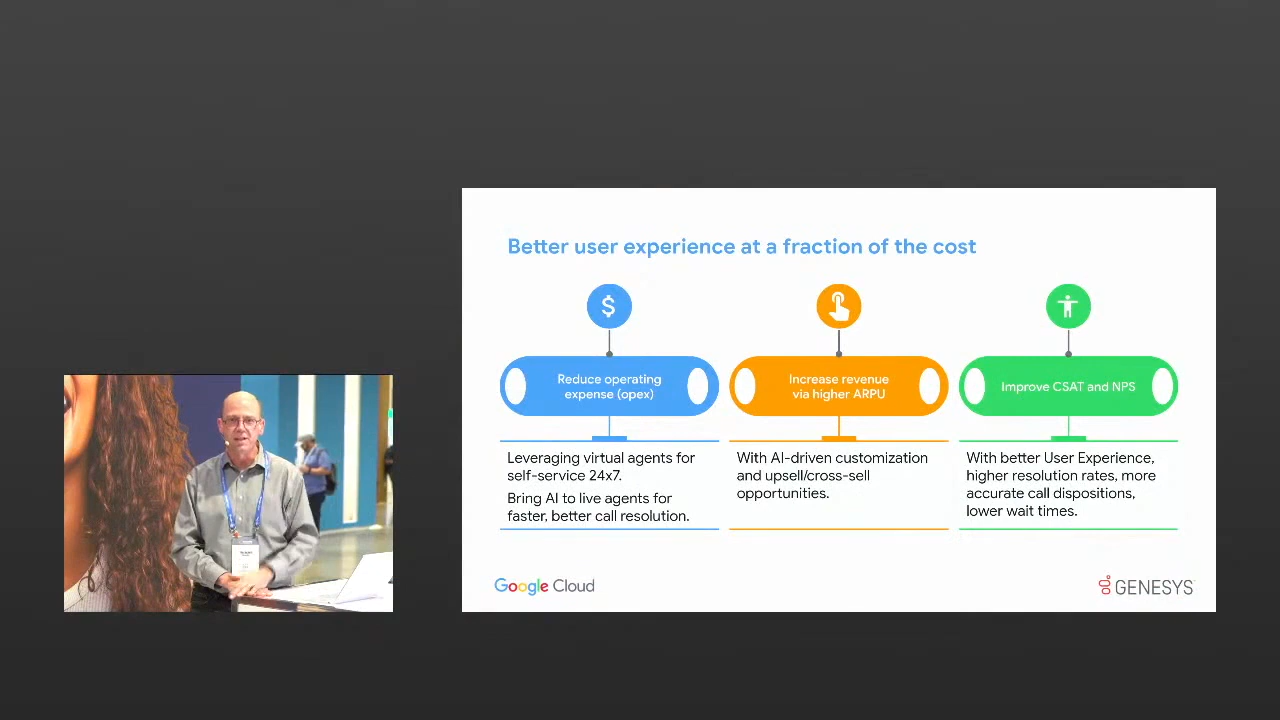 Better user experience at a fraction of the cost
$
Reduce operating
expense (opex)
Increase revenue
via higher ARPU
Improve CSAT and NPS
Leveraging virtual agents for
self-service 24x7.
Bring AI to live agents for
faster, better call resolution.
With AI-driven customization
and upsell/cross-sell
opportunities.
With better User Experience,
higher resolution rates, more
accurate call dispositions,
lower wait times.
Google Cloud
GENESYS